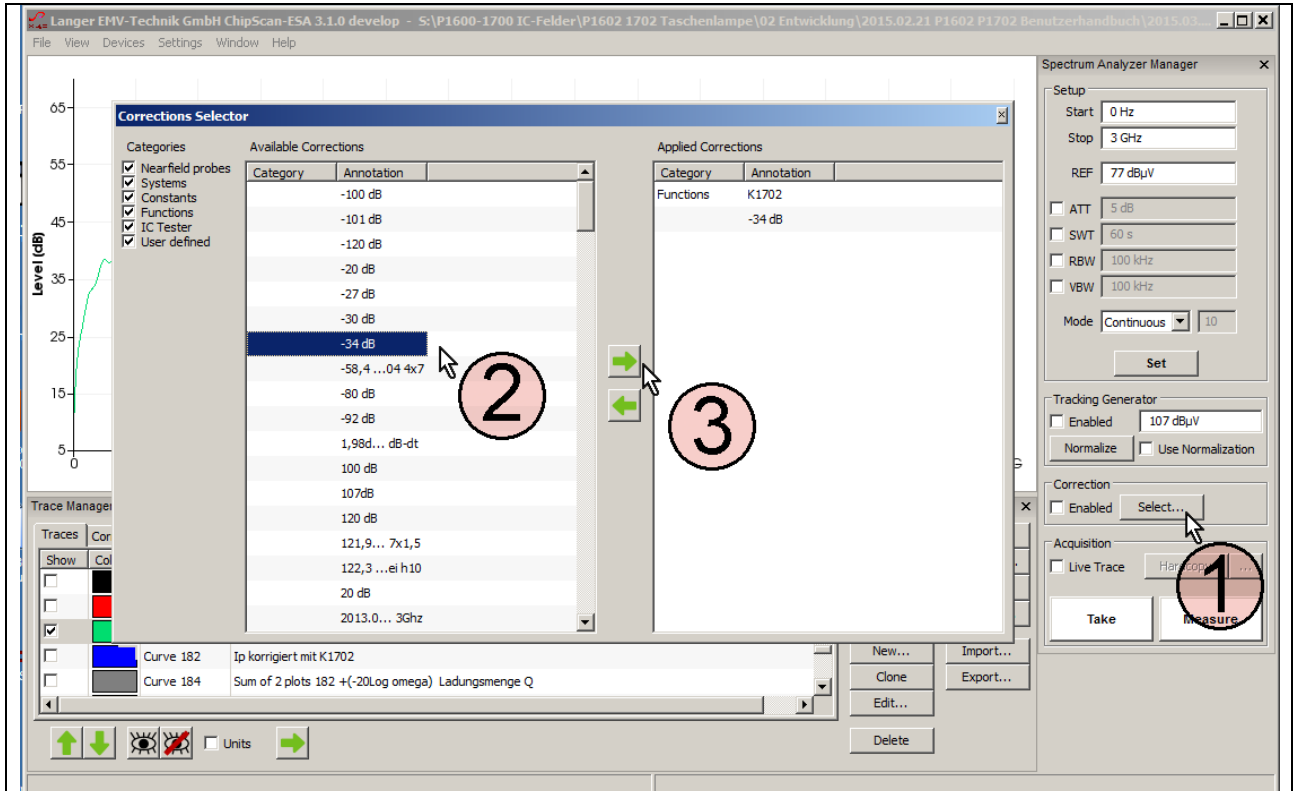 Langer EMV-Technik GmbH ChipScan-ESA 3.1.0 develop - S:\P1600-1700 IC-Felder\P1602 1702 Taschenlampe\02 Entwicklung\2015.02.21 P1602 P1702 Benutzerhandbuch\2015.03....
File View Devices Settings Window Help
65
55
45
35
25
15
5
0
Level (dB)
G
Corrections Selector
Categories
Nearfield probes
Systems
Constants
Functions
IC Tester
User defined
Available Corrections
Category Annotation
-100 dB
-101 dB
-120 dB
-20 dB
-27 dB
-30 dB
-34 dB
-58,4 ...04 4x7
-80 dB
-92 dB
1,98d... dB-dt
100 dB
107dB
120 dB
121,9... 7x1,5
122,3 ...ei h10
20 dB
2013.0... 3Ghz
2
3
Applied Corrections
Category Annotation
Functions K1702
-34 dB
Spectrum Analyzer Manager
Setup
Start 0 Hz
Stop 3 GHz
REF 77 dBµV
ATT 5 dB
SWT 60 s
RBW 100 kHz
VBW 100 kHz
Mode Continuous 10
Set
Tracking Generator
Enabled 107 dBµV
Normalize Use Normalization
Correction
Enabled Select...
Acquisition
Live Trace ...
1
Take Measure
Trace Manager
Traces
Show
Curve 182 Ip korrigiert mit K1702
Curve 184 Sum of 2 plots 182 +(-20Log omega) Ladungsmenge Q
New... Import...
Clone Export...
Edit...
Delete
Units